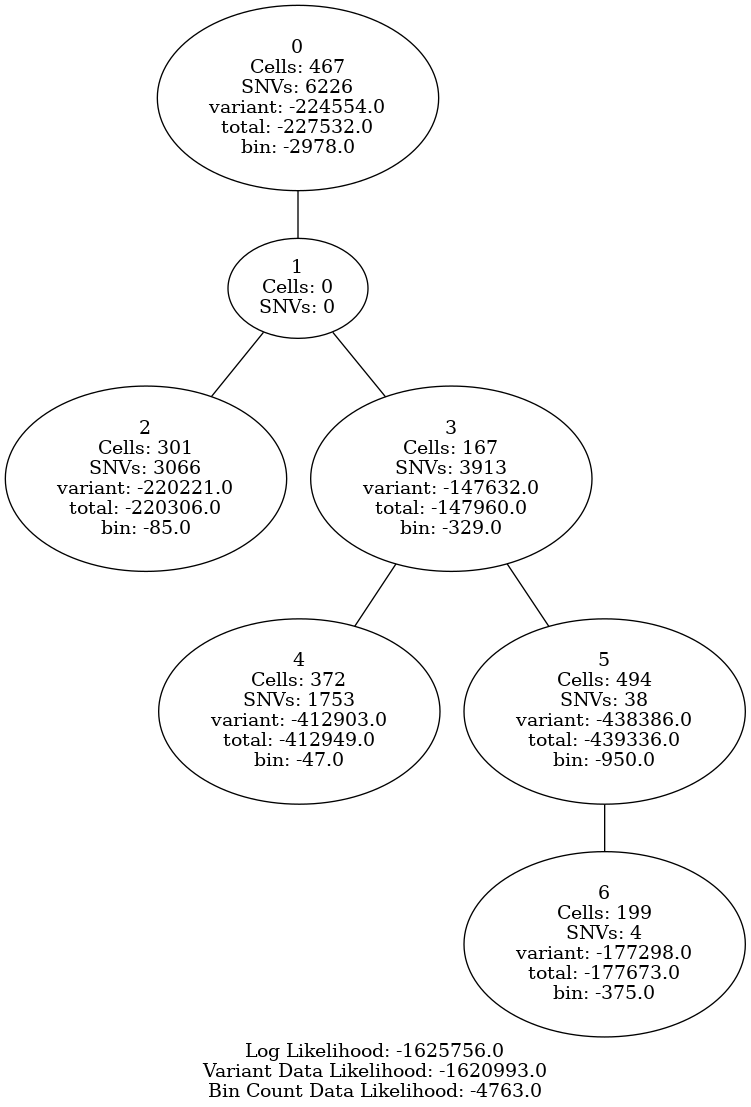 0
Cells: 467
SNVs: 6226
variant: -224554.0
total: -227532.0
bin: -2978.0
1
Cells: 0
SNVs: 0
2
Cells: 301
SNVs: 3066
variant: -220221.0
total: -220306.0
bin: -85.0
3
Cells: 167
SNVs: 3913
variant: -147632.0
total: -147960.0
bin: -329.0
4
Cells: 372
SNVs: 1753
variant: -412903.0
total: -412949.0
bin: -47.0
5
Cells: 494
SNVs: 38
variant: -438386.0
total: -439336.0
bin: -950.0
6
Cells: 199
SNVs: 4
variant: -177298.0
total: -177673.0
bin: -375.0
Log Likelihood: -1625756.0
Variant Data Likelihood: -1620993.0
Bin Count Data Likelihood: -4763.0